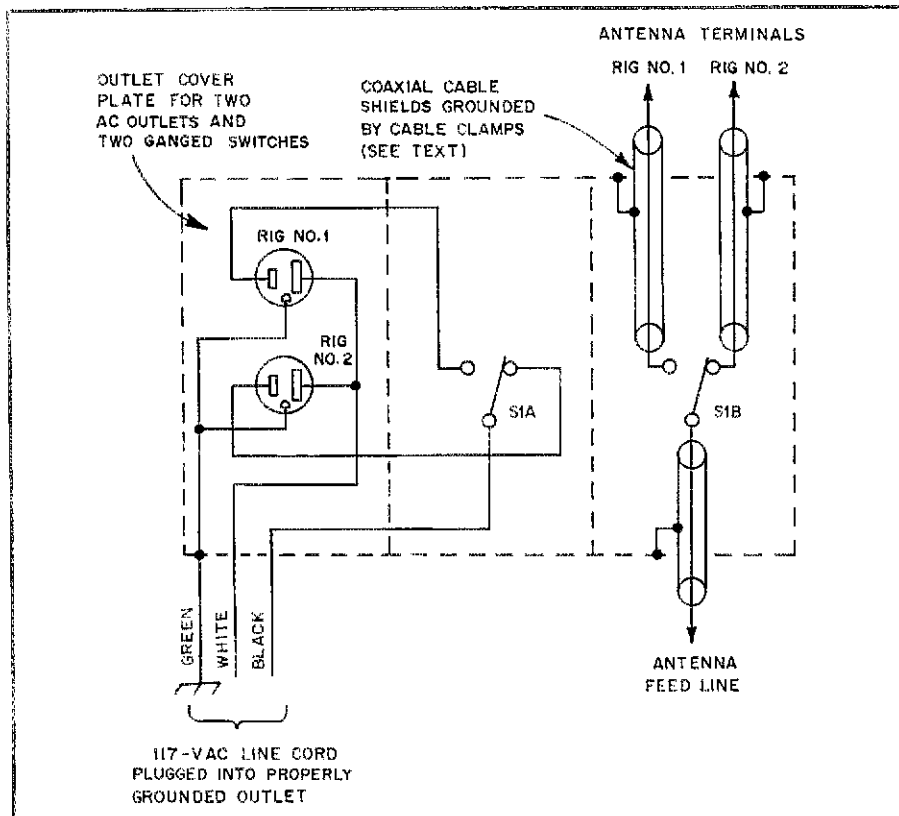 ANTENNA TERMINALS
RIG NO. 1 RIG NO. 2
OUTLET COVER
PLATE FOR TWO
AC OUTLETS AND
TWO GANGED SWITCHES
COAXIAL CABLE
SHIELDS GROUNDED
BY CABLE CLAMPS
(SEE TEXT)
RIG NO. 1
RIG
NO. 2
S1A
S1B
GREEN
WHITE
BLACK
ANTENNA
FEED LINE
117-VAC LINE CORD
PLUGGED INTO PROPERLY
GROUNDED OUTLET